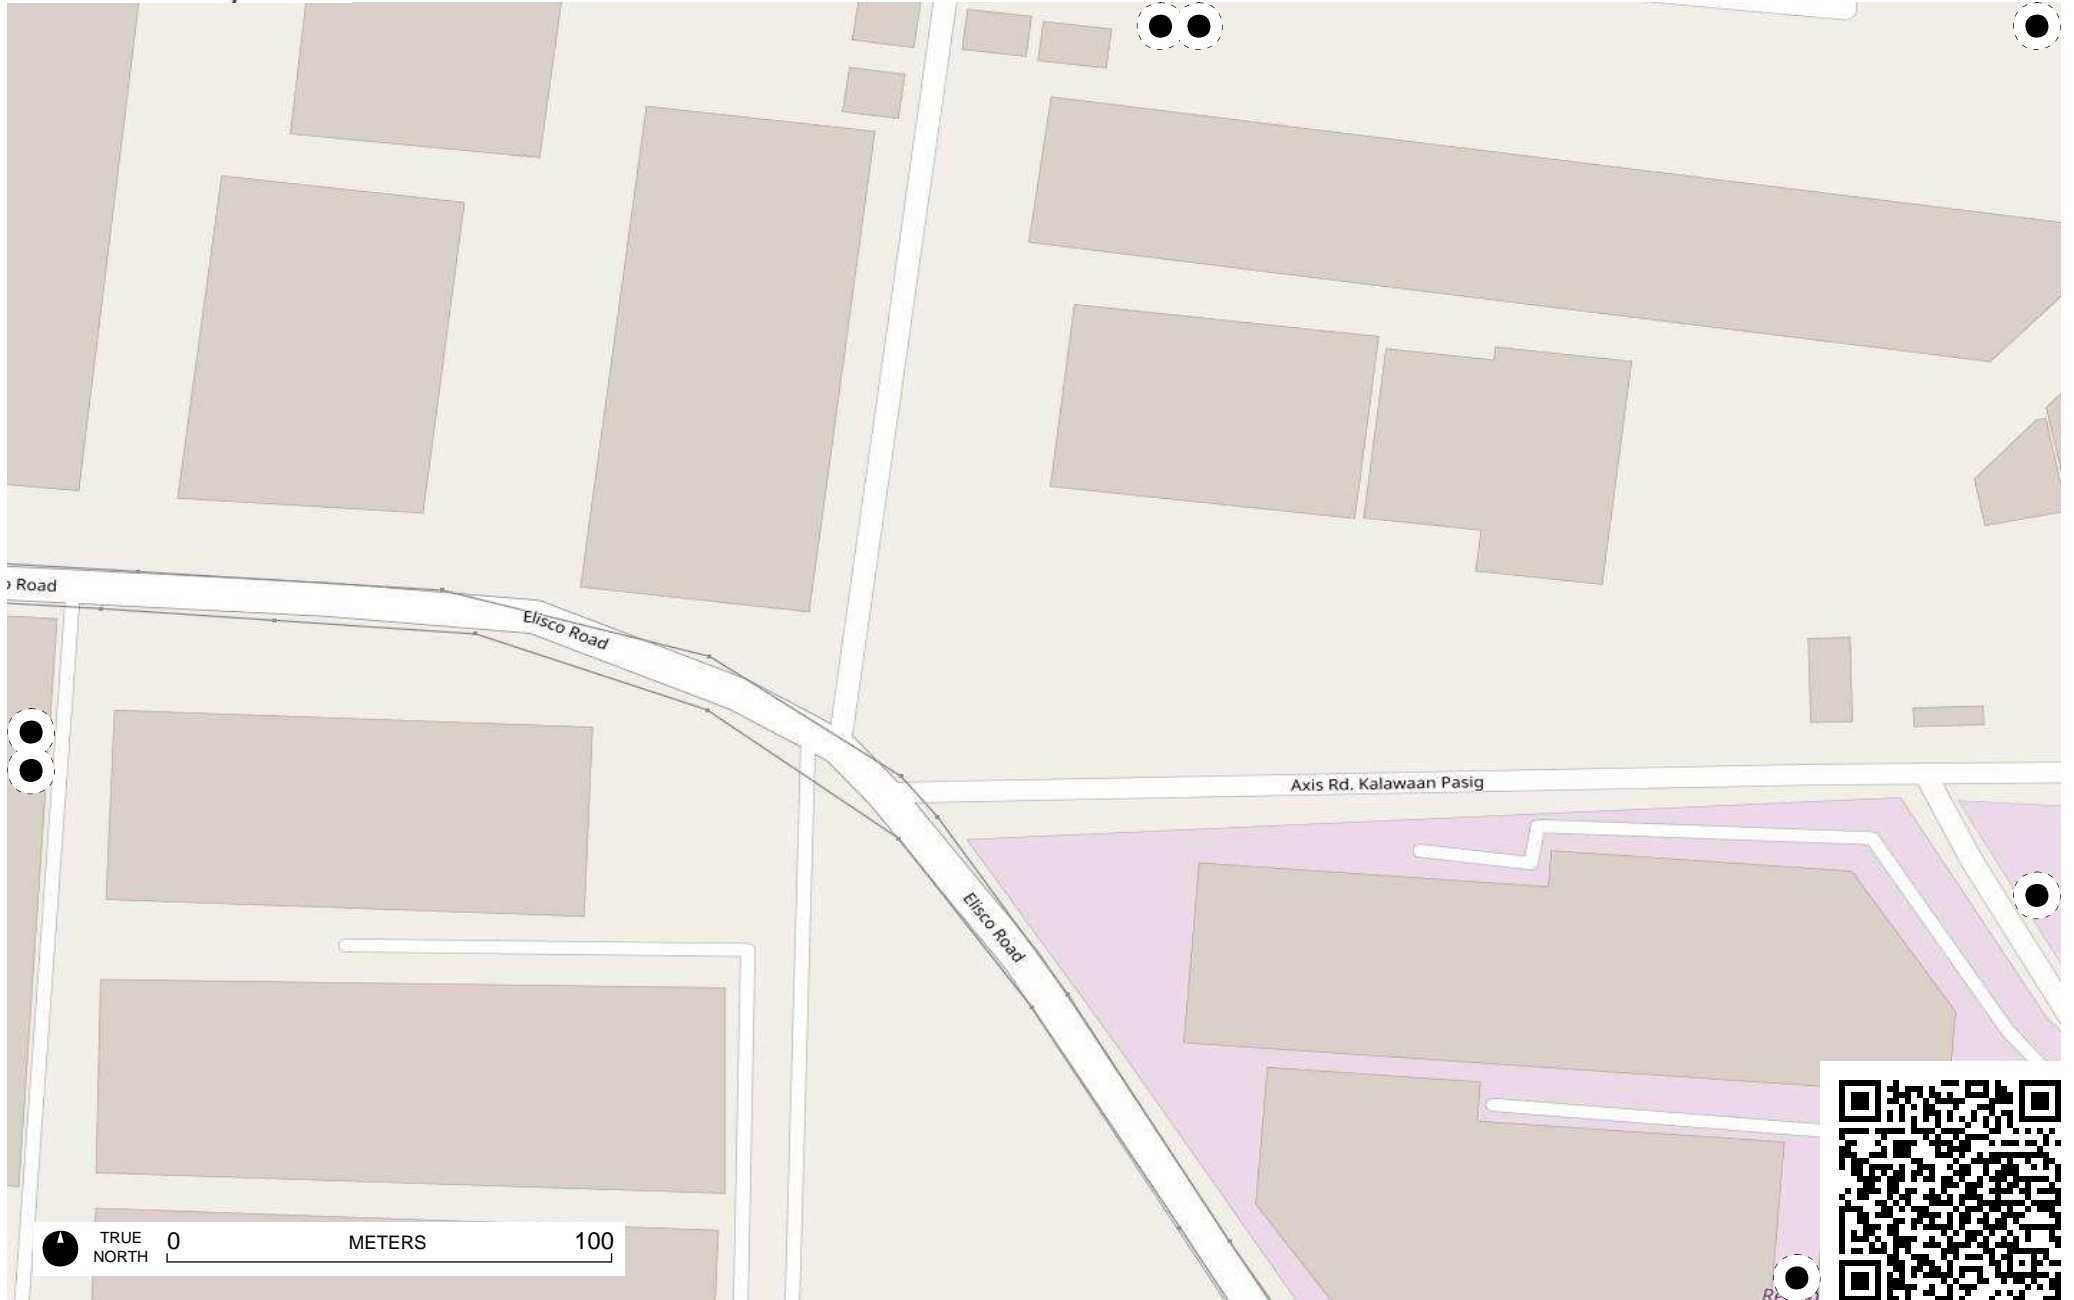 Road
Elisco Road
Axis Rd. Kalawaan Pasig
Elisco Road
TRUE
NORTH
0 METERS 100